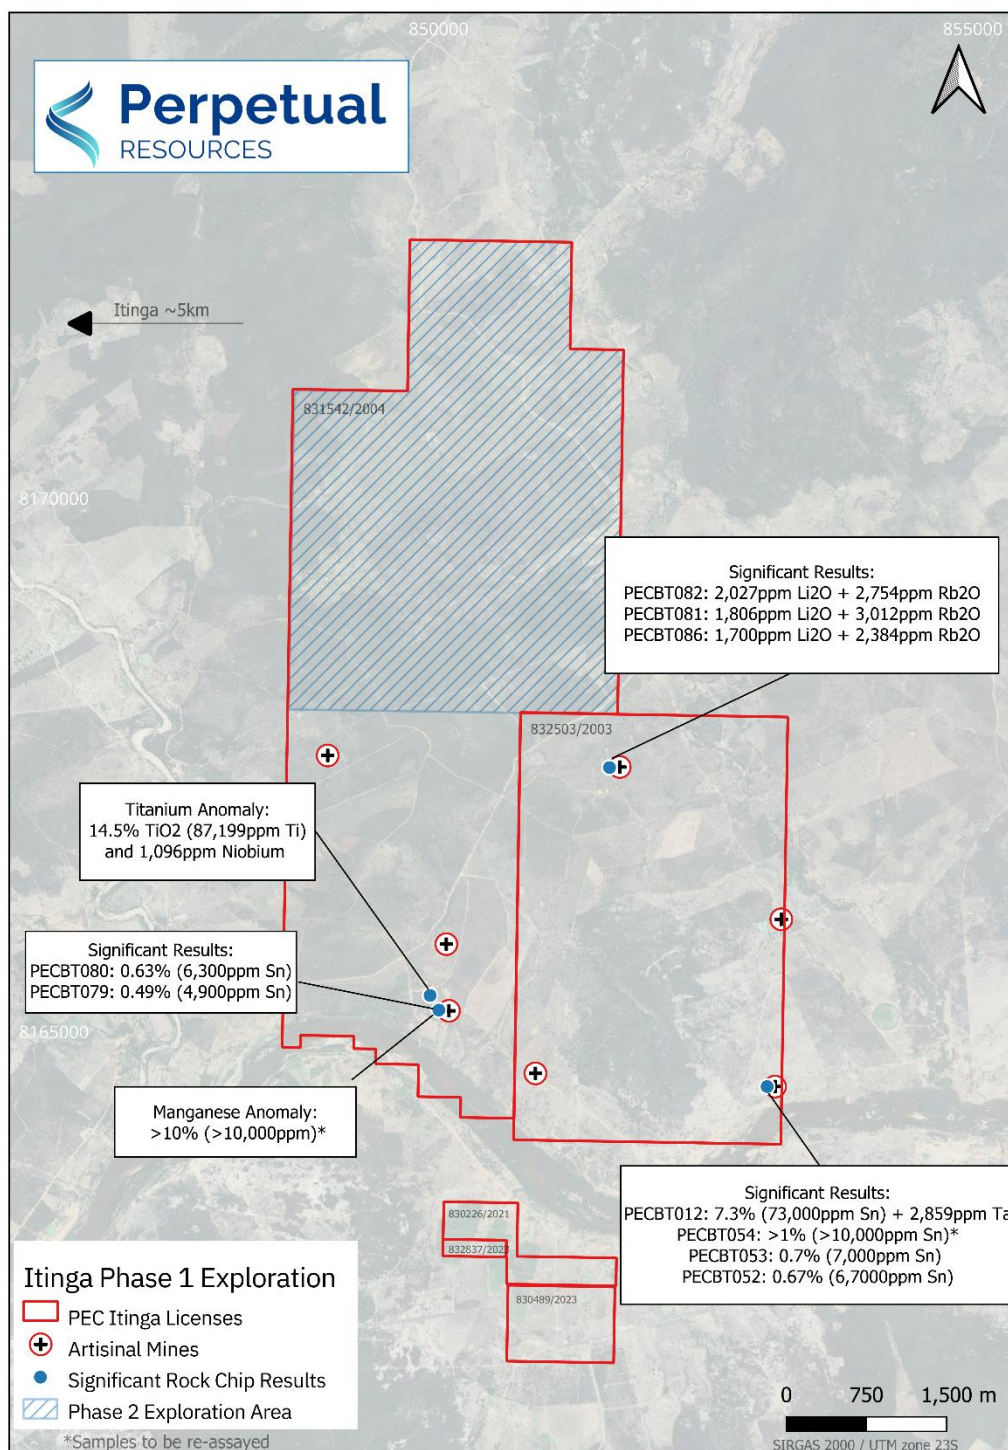 850000
855000
Perpetual
RESOURCES
Itinga ~5km
831542/2004
8170000
Significant Results:
PECBT082: 2,027ppm Li2O + 2,754ppm Rb2O
PECBT081: 1,806ppm Li2O + 3,012ppm Rb2O
PECBT086: 1,700ppm Li2O + 2,384ppm Rb2O
832503/2003
Titanium Anomaly:
14.5% TiO2 (87,199ppm Ti)
and 1,096ppm Niobium
Significant Results:
PECBT080: 0.63% (6,300ppm Sn)
PECBT079: 0.49% (4,900ppm Sn)
8165000
Manganese Anomaly:
>10% (>10,000ppm)*
Significant Results:
PECBT012: 7.3% (73,000ppm Sn) + 2,859ppm Ta
PECBT054: >1% (>10,000ppm Sn)*
PECBT053: 0.7% (7,000ppm Sn)
PECBT052: 0.67% (6,7000ppm Sn)
830226/2021
832837/2023
830489/2023
Itinga Phase 1 Exploration
PEC Itinga Licenses
Artisinal Mines
Significant Rock Chip Results
Phase 2 Exploration Area
*Samples to be re-assayed
0 750 1,500 m
SIRGAS 2000 / UTM zone 23S